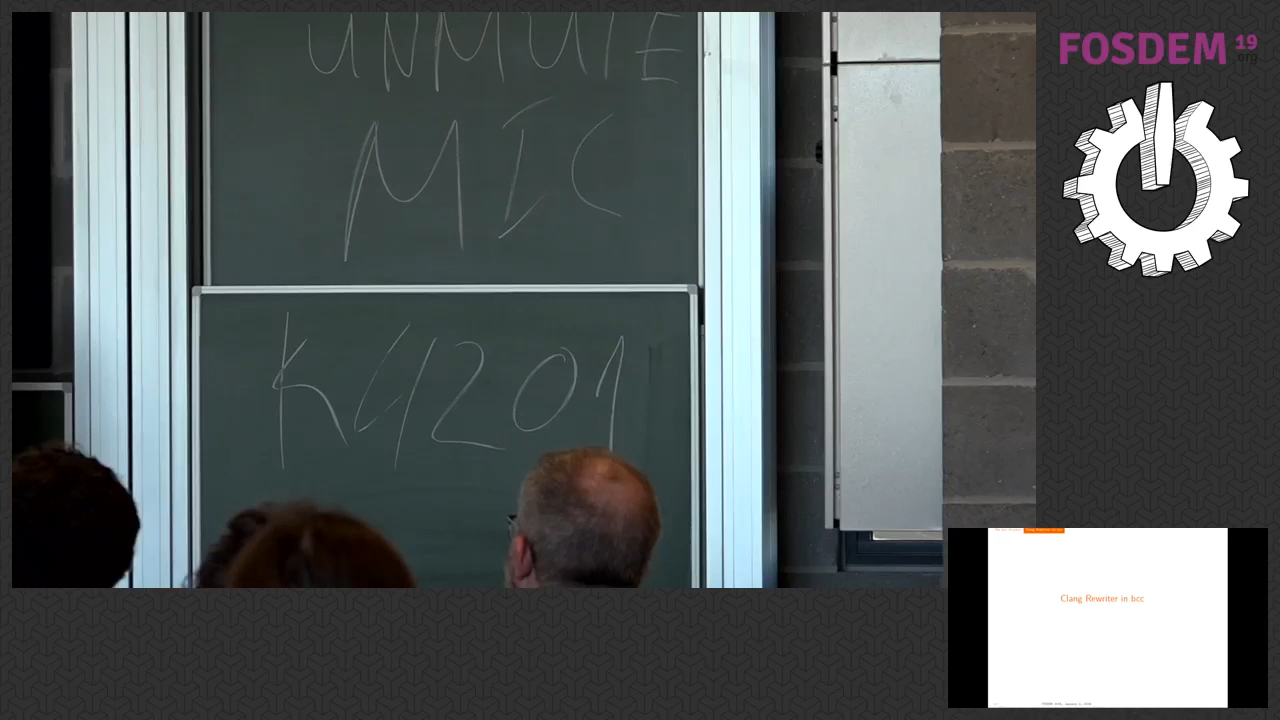 UNMUTE
MIC
K4201
FOSDEM 19
.org
Clang Rewriter in bcc